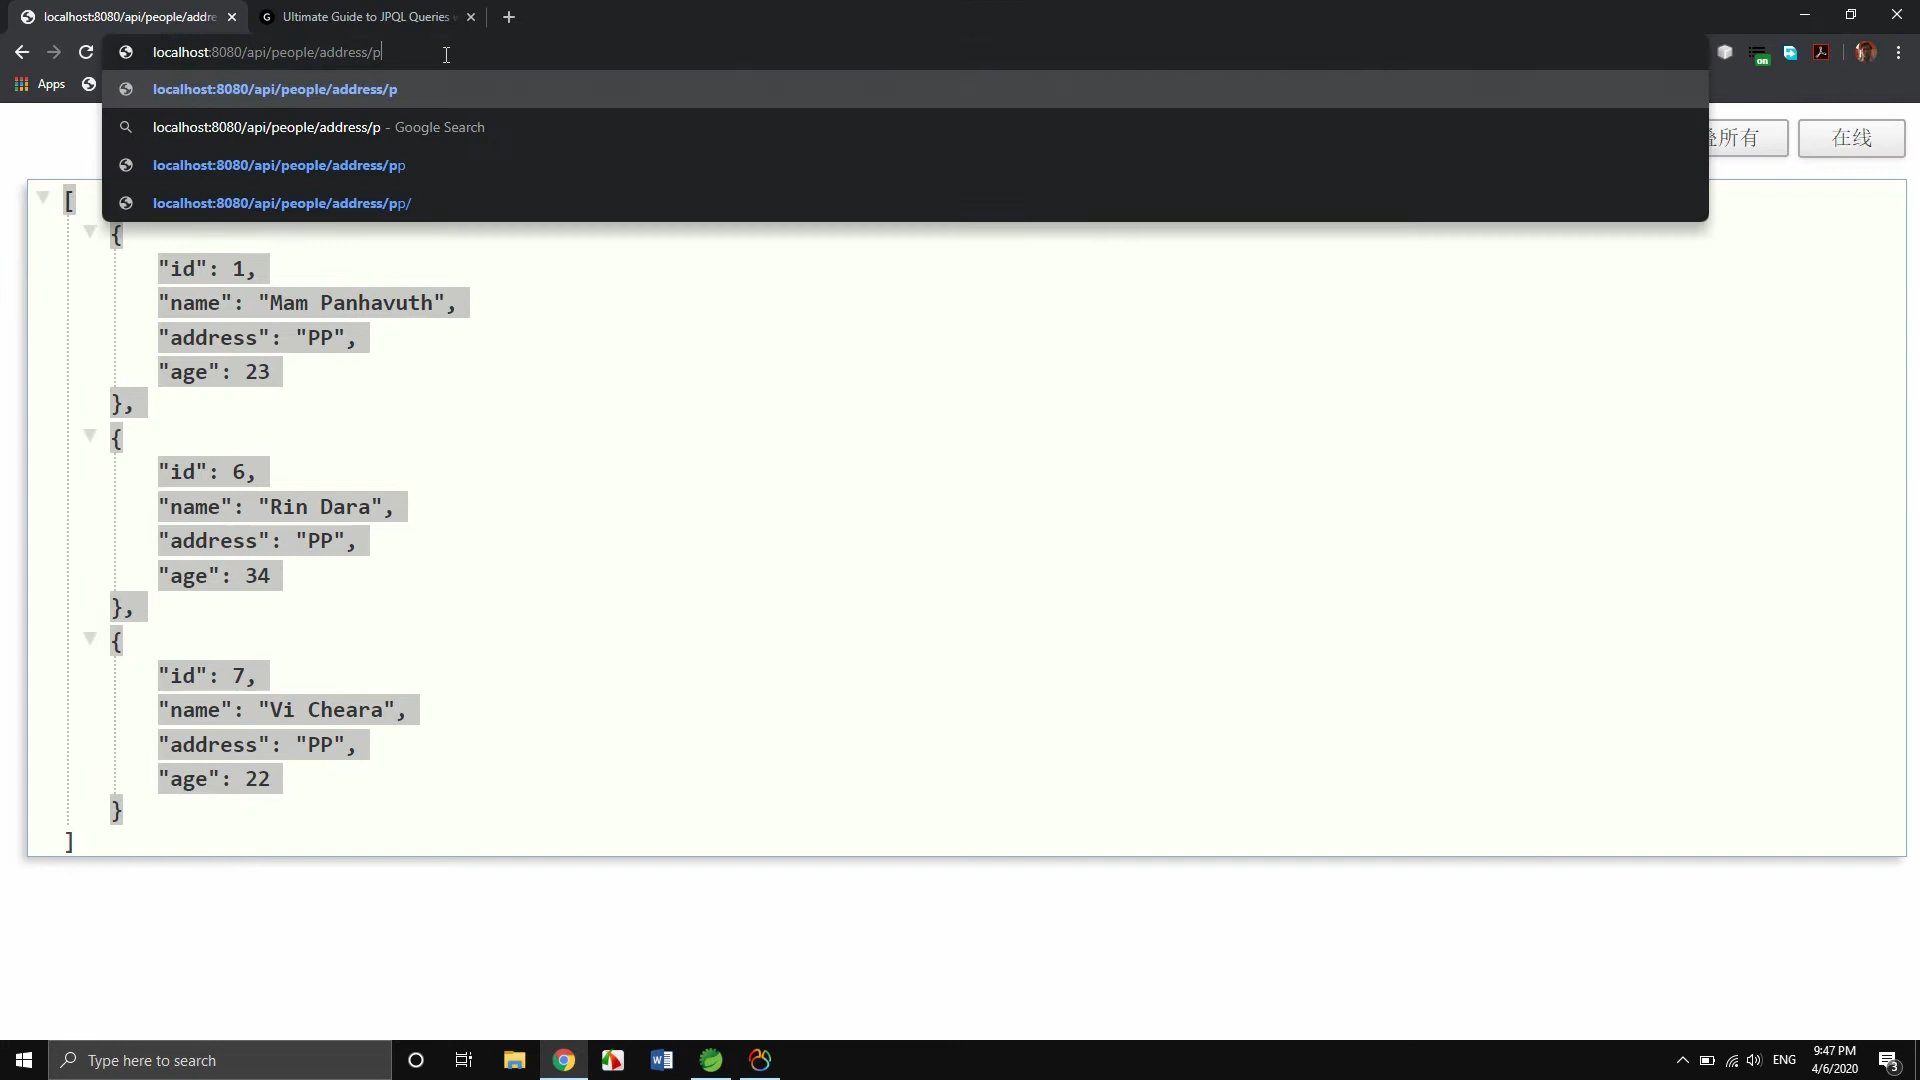 localhost:8080/api/people/addre
Ultimate Guide to JPQL Queries
localhost:8080/api/people/address/p
on
Apps
localhost:8080/api/people/address/p
localhost:8080/api/people/address/p - Google Search
localhost:8080/api/people/address/pp
localhost:8080/api/people/address/pp/
所有
在线
[
{
"id": 1,
"name": "Mam Panhavuth",
"address": "PP",
"age": 23
},
{
"id": 6,
"name": "Rin Dara",
"address": "PP",
"age": 34
},
{
"id": 7,
"name": "Vi Cheara",
"address": "PP",
"age": 22
}
]
Type here to search
ENG
9:47 PM
4/6/2020
3